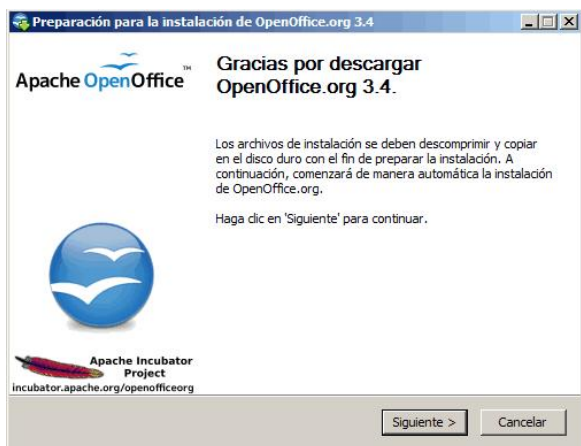 Preparación para la instalación de OpenOffice.org 3.4
Apache OpenOffice™
Gracias por descargar
OpenOffice.org 3.4.
Los archivos de instalación se deben descomprimir y copiar
en el disco duro con el fin de preparar la instalación. A
continuación, comenzará de manera automática la instalación
de OpenOffice.org.
Haga clic en 'Siguiente' para continuar.
Apache Incubator
Project
incubator.apache.org/openofficeorg
Siguiente >
Cancelar